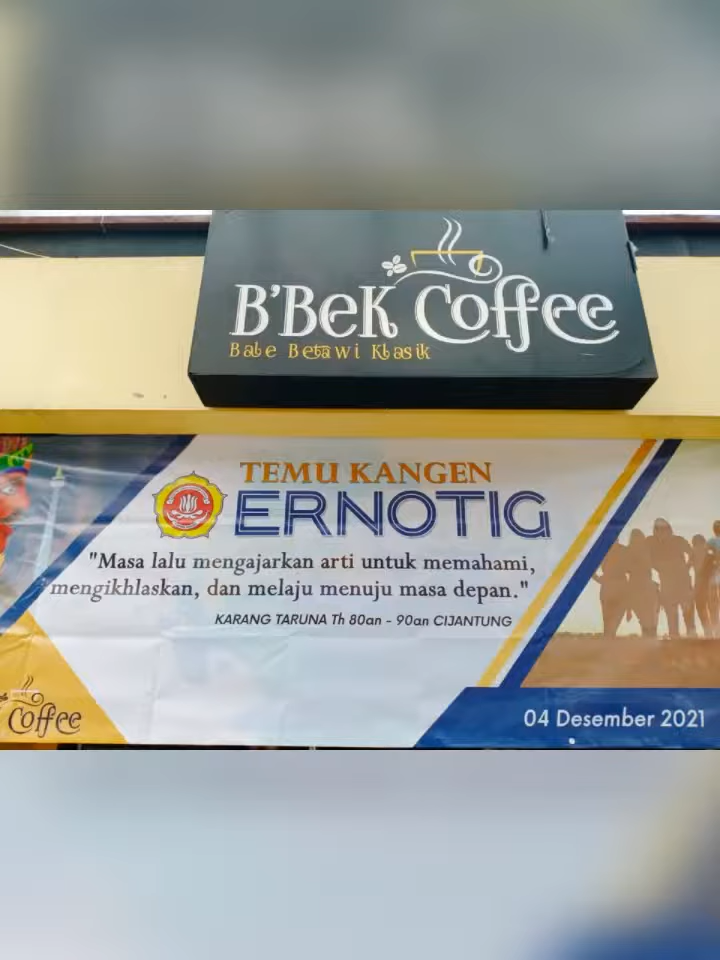 B'BeK Coffee
Bale Betawi Klasik
TEMU KANGEN
ERNOTIG
"Masa lalu mengajarkan arti untuk memahami,
mengikhlaskan, dan melaju menuju masa depan."
KARANG TARUNA Th 80an - 90an CIJANTUNG
Coffee
04 Desember 2021